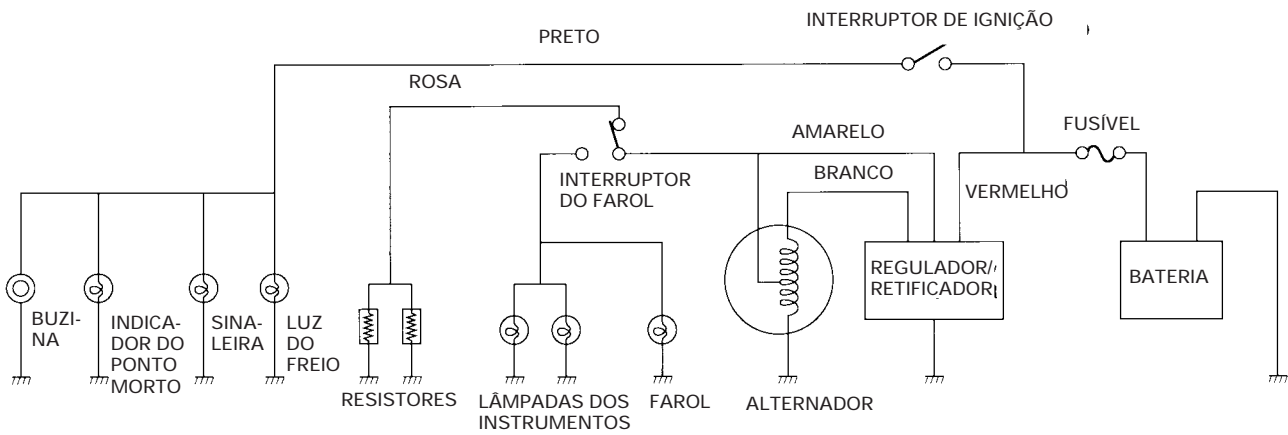 INTERRUPTOR DE IGNIÇÃO
PRETO
ROSA
FUSÍVEL
AMARELO
BRANCO
INTERRUPTOR
DO FAROL
VERMELHO
REGULADOR/
RETIFICADOR
BATERIA
BUZI-
NA
INDICA-
DOR DO
PONTO
MORTO
SINA-
LEIRA
LUZ
DO
FREIO
RESISTORES
LÂMPADAS DOS
INSTRUMENTOS
FAROL
ALTERNADOR